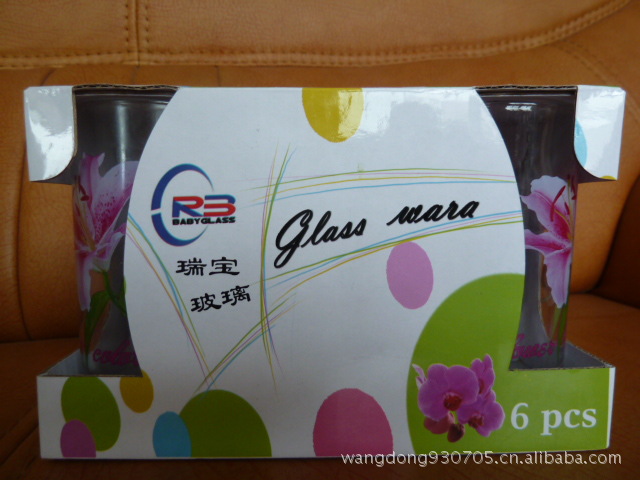 RB
BABYGLASS
Glass wara
瑞宝
玻璃
6 pcs
wangdong930705.cn.alibaba.com